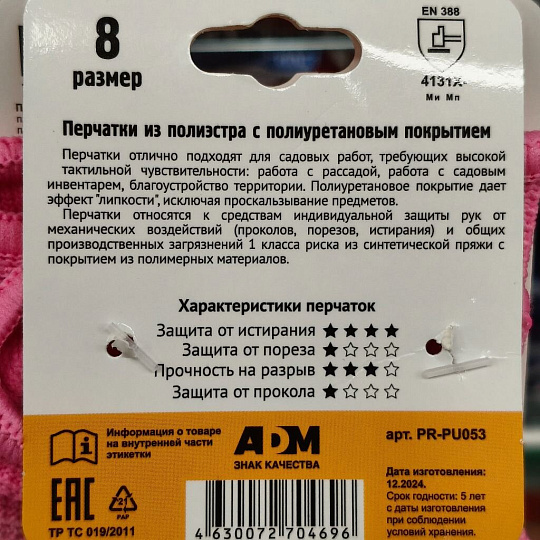 8
размер
EN 388
4131X
Ми Мп
Перчатки из полиэстра с полиуретановым покрытием
Перчатки отлично подходят для садовых работ, требующих высокой
тактильной чувствительности: работа с рассадой, работа с садовым
инвентарем, благоустройство территории. Полиуретановое покрытие дает
эффект "липкости", исключая проскальзывание предметов.
Перчатки относятся к средствам индивидуальной защиты рук от
механических воздействий (проколов, порезов, истирания) и общих
производственных загрязнений 1 класса риска из синтетической пряжи с
покрытием из полимерных материалов.
Характеристики перчаток
Защита от истирания ★★★★
Защита от пореза ★☆☆☆
Прочность на разрыв ★★★☆
Защита от прокола ★☆☆☆
Информация о товаре
на внутренней части
этикетки
ADM
ЗНАК КАЧЕСТВА
арт. PR-PU053
EAC
ТР ТС 019/2011
21
PAP
4630072704696
Дата изготовления:
12.2024.
Срок годности: 5 лет
с даты изготовления
при соблюдении
условий хранения.